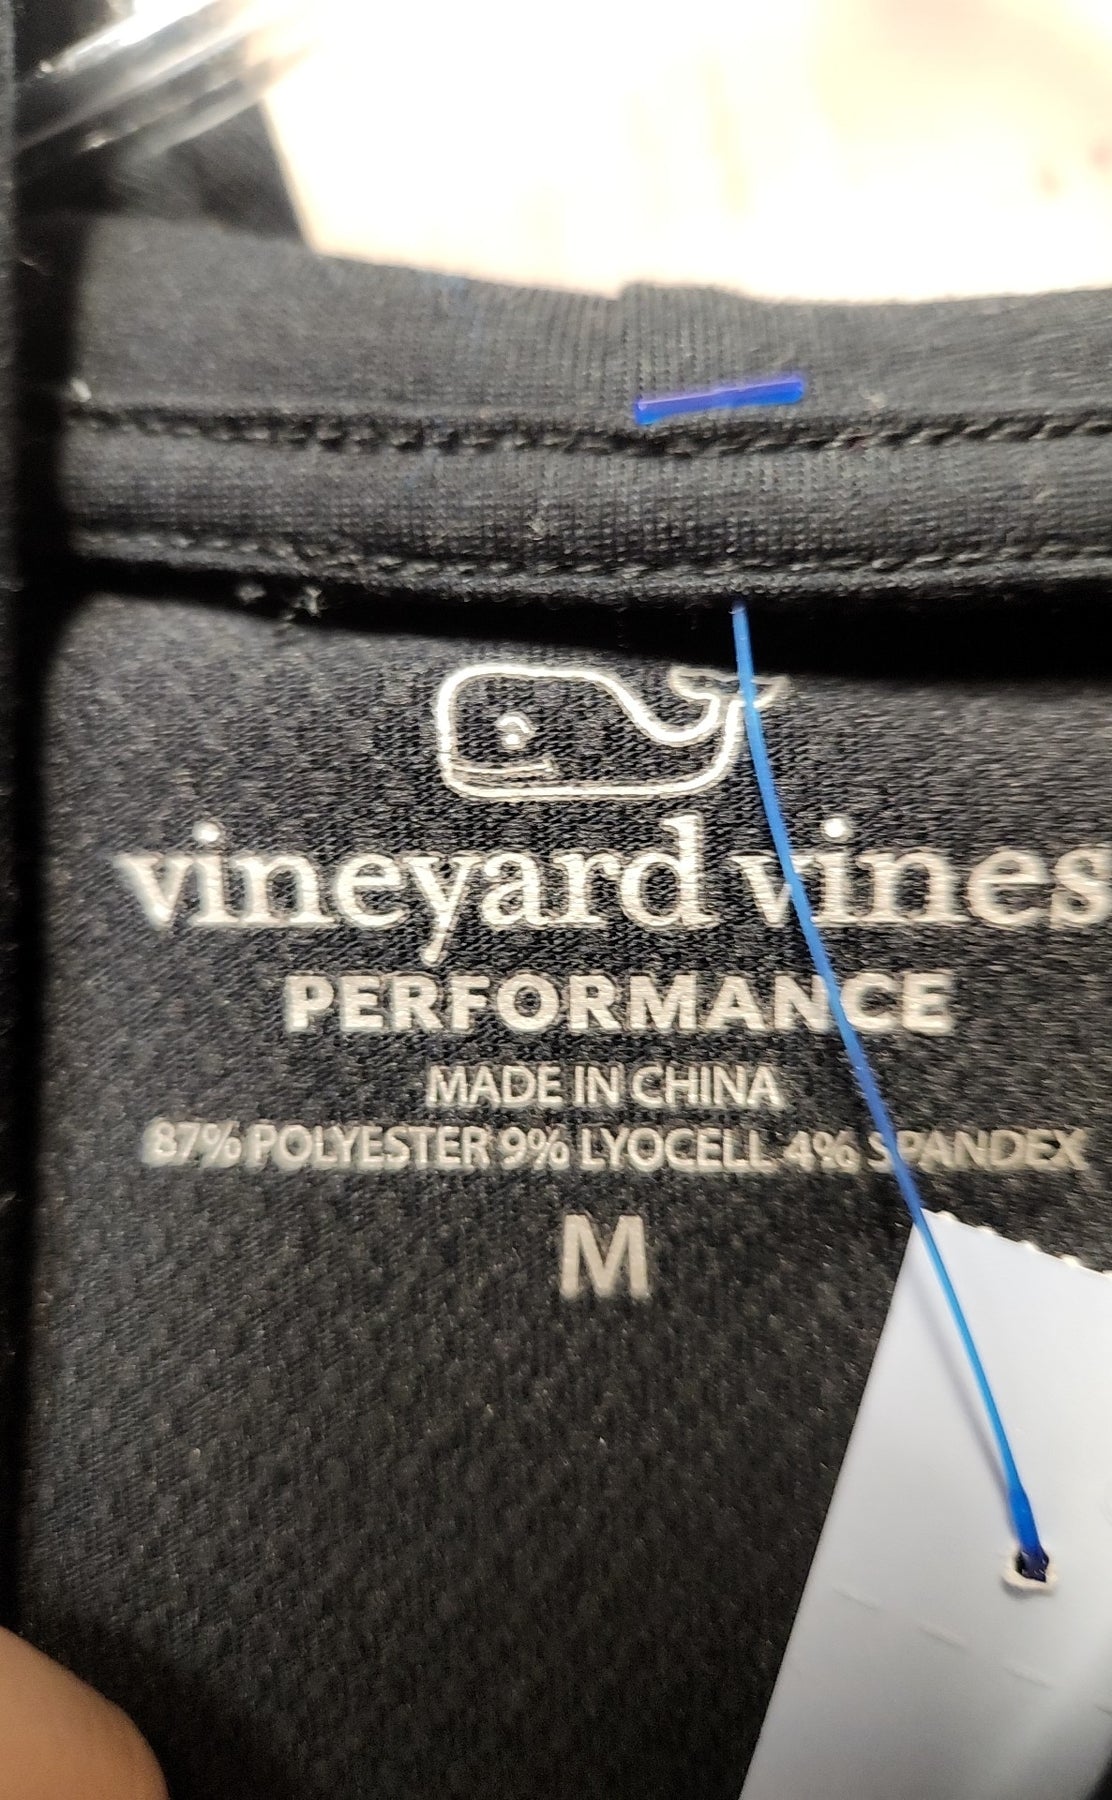 vineyard vines
PERFORMANCE
MADE IN CHINA
87% POLYESTER 9% LYOCELL 4% SPANDEX
M